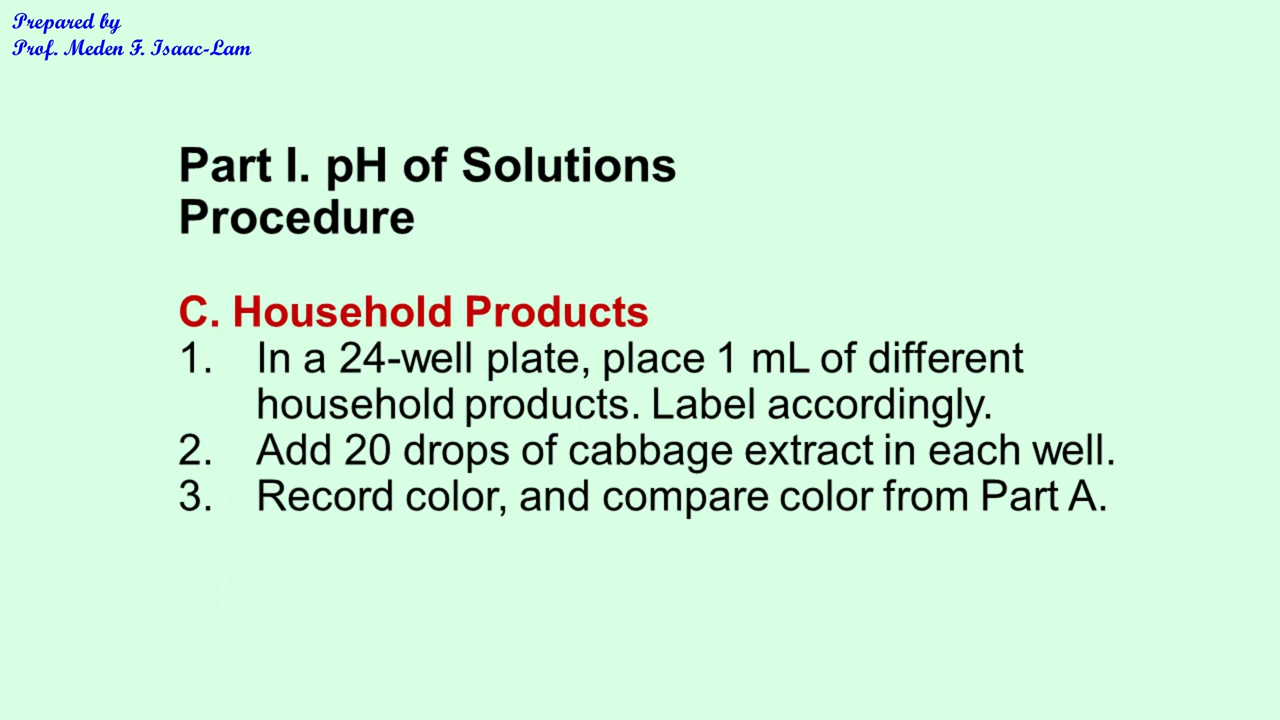 Prepared by
Prof. Meden F. Isaac-Lam
Part I. pH of Solutions
Procedure
C. Household Products
1. In a 24-well plate, place 1 mL of different
household products. Label accordingly.
2. Add 20 drops of cabbage extract in each well.
3. Record color, and compare color from Part A.